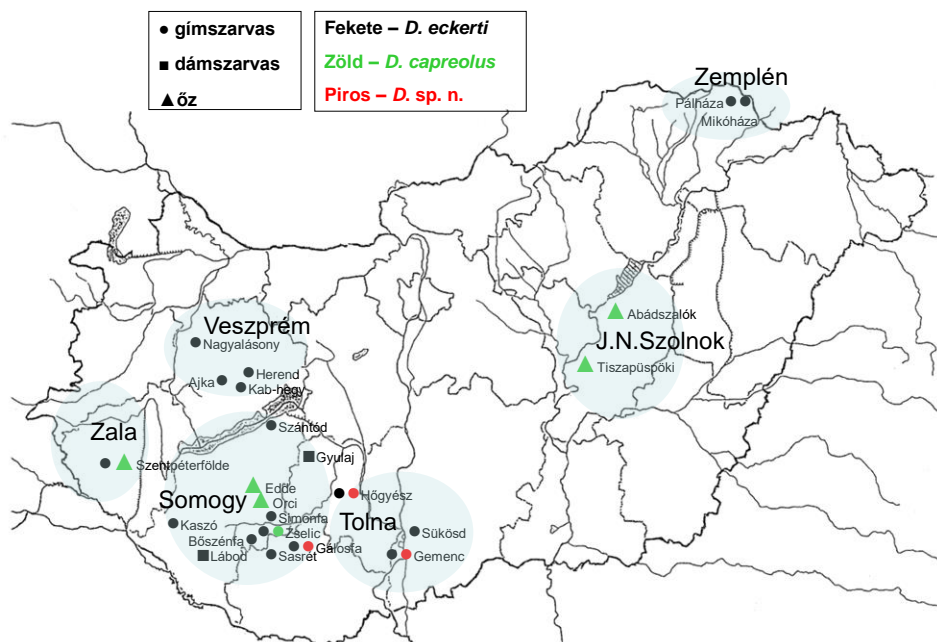 ● gímszarvas
■ dámszarvas
▲ őz
Fekete – D. eckerti
Zöld – D. capreolus
Piros – D. sp. n.
Zemplén
Pálháza
Mikóháza
Veszprém
Nagyalásony
Herend
Ajka
Kab-hegy
Abádszalók
J.N.Szolnok
Tiszapüspöki
Zala
Szentpéterfölde
Szántód
Gyulaj
Somogy
Edde
Orci
Simonfa
Kaszó
Zselic
Bőszénfa
Gálosfa
Lábod
Sasrét
Hőgyész
Tolna
Sükösd
Gemenc